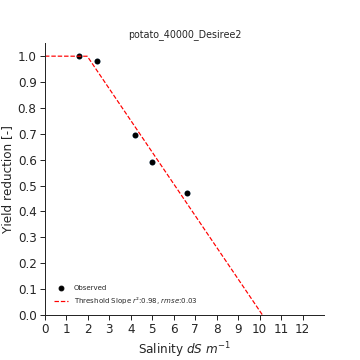 potato_40000_Desiree2
Yield reduction [-]
1.0
0.9
0.8
0.7
0.6
0.5
0.4
0.3
0.2
0.1
0.0
Observed
Threshold Slope r²:0.98, rmse:0.03
0 1 2 3 4 5 6 7 8 9 10 11 12
Salinity dS m⁻¹